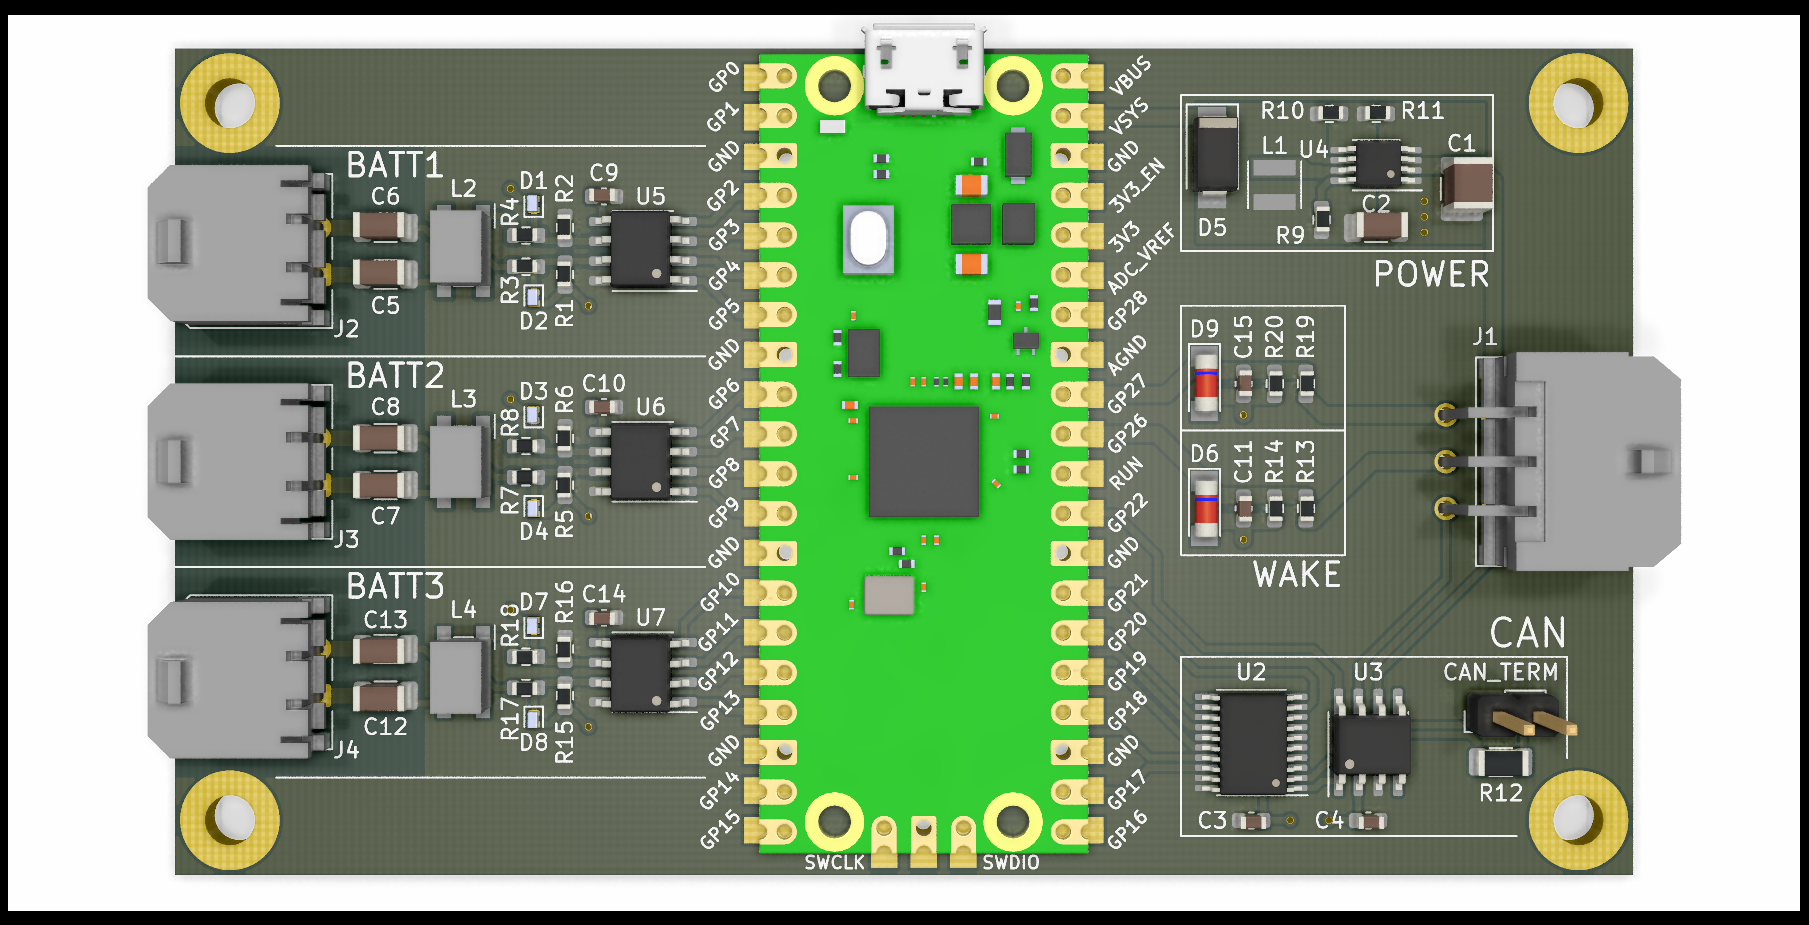 BATT1
C6
C5
J2
L2
D1
R4
R2
R3
D2
R1
C9
U5
BATT2
C8
C7
J3
L3
D3
R8
R6
R7
D4
R5
C10
U6
BATT3
C13
C12
J4
L4
D7
R18
R16
R17
D8
R15
C14
U7
GP0
GP1
GND
GP2
GP3
GP4
GP5
GND
GP6
GP7
GP8
GP9
GND
GP10
GP11
GP12
GP13
GND
GP14
GP15
SWCLK
SWDIO
VBUS
VSYS
GND
3V3_EN
3V3
ADC_VREF
GP28
AGND
GP27
GP26
RUN
GP22
GND
GP21
GP20
GP19
GP18
GND
GP17
GP16
R10
R11
L1
U4
C1
C2
D5
R9
POWER
D9
C15
R20
R19
D6
C11
R14
R13
WAKE
J1
CAN
U2
U3
CAN_TERM
R12
C3
C4